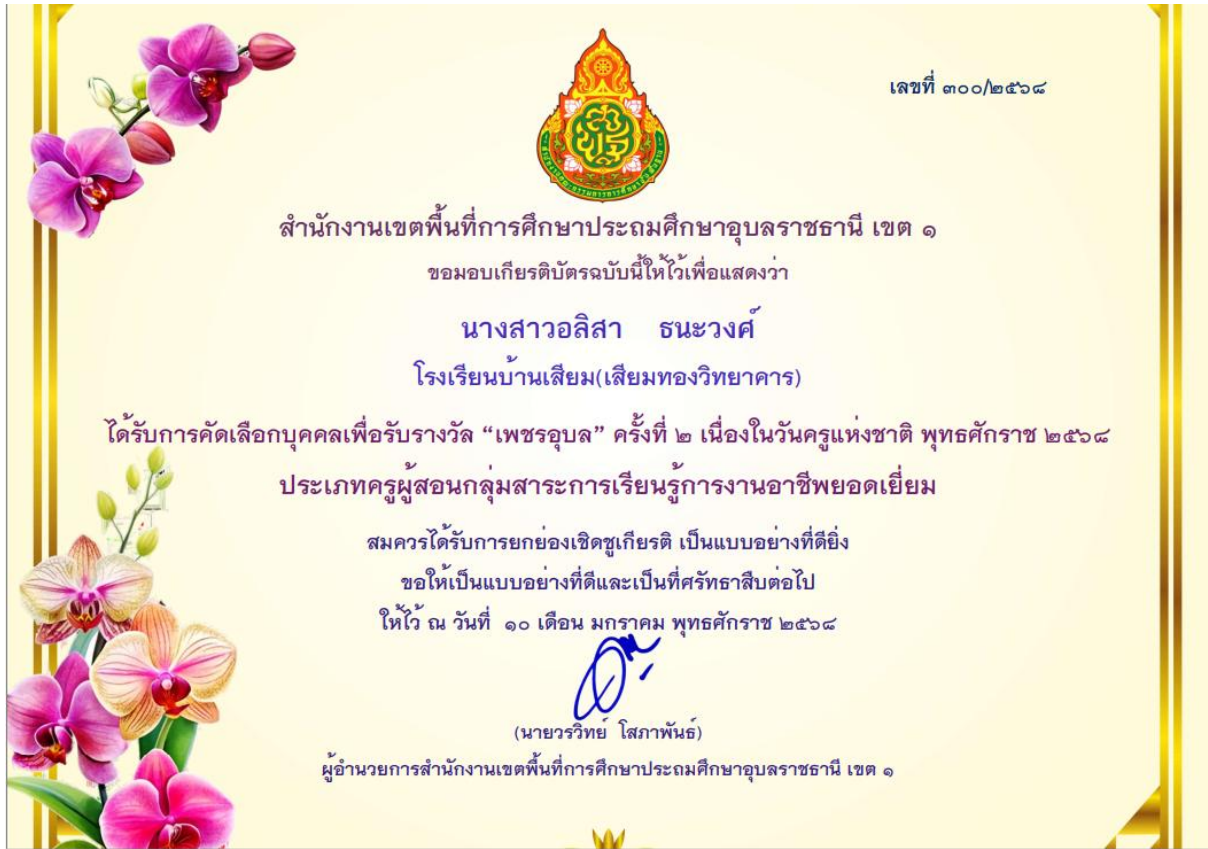 เลขที่ ๓๐๐/๒๕๖๘
สำนักงานเขตพื้นที่การศึกษาประถมศึกษาอุบลราชธานี เขต ๑
ขอมอบเกียรติบัตรฉบับนี้ให้ไว้เพื่อแสดงว่า
นางสาวอลิสา ธนะวงศ์
โรงเรียนบ้านเสียม(เสียมทองวิทยาคาร)
ได้รับการคัดเลือกบุคคลเพื่อรับรางวัล “เพชรอุบล” ครั้งที่ ๒ เนื่องในวันครูแห่งชาติ พุทธศักราช ๒๕๖๘
ประเภทครูผู้สอนกลุ่มสาระการเรียนรู้การงานอาชีพยอดเยี่ยม
สมควรได้รับการยกย่องเชิดชูเกียรติ เป็นแบบอย่างที่ดียิ่ง
ขอให้เป็นแบบอย่างที่ดีและเป็นที่ศรัทธาสืบต่อไป
ให้ไว้ ณ วันที่ ๑๐ เดือน มกราคม พุทธศักราช ๒๕๖๘
(นายวรวิทย์ โสภาพันธ์)
ผู้อำนวยการสำนักงานเขตพื้นที่การศึกษาประถมศึกษาอุบลราชธานี เขต ๑